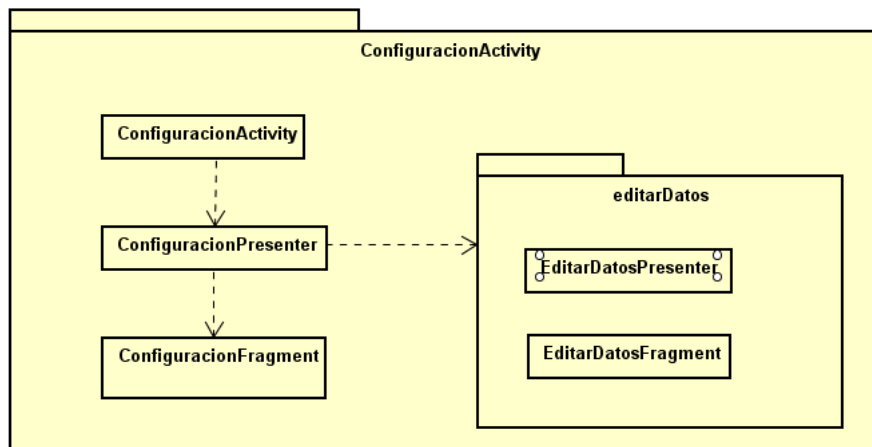 ConfiguracionActivity
ConfiguracionActivity
ConfiguracionPresenter
ConfiguracionFragment
editarDatos
EditarDatosPresenter
EditarDatosFragment